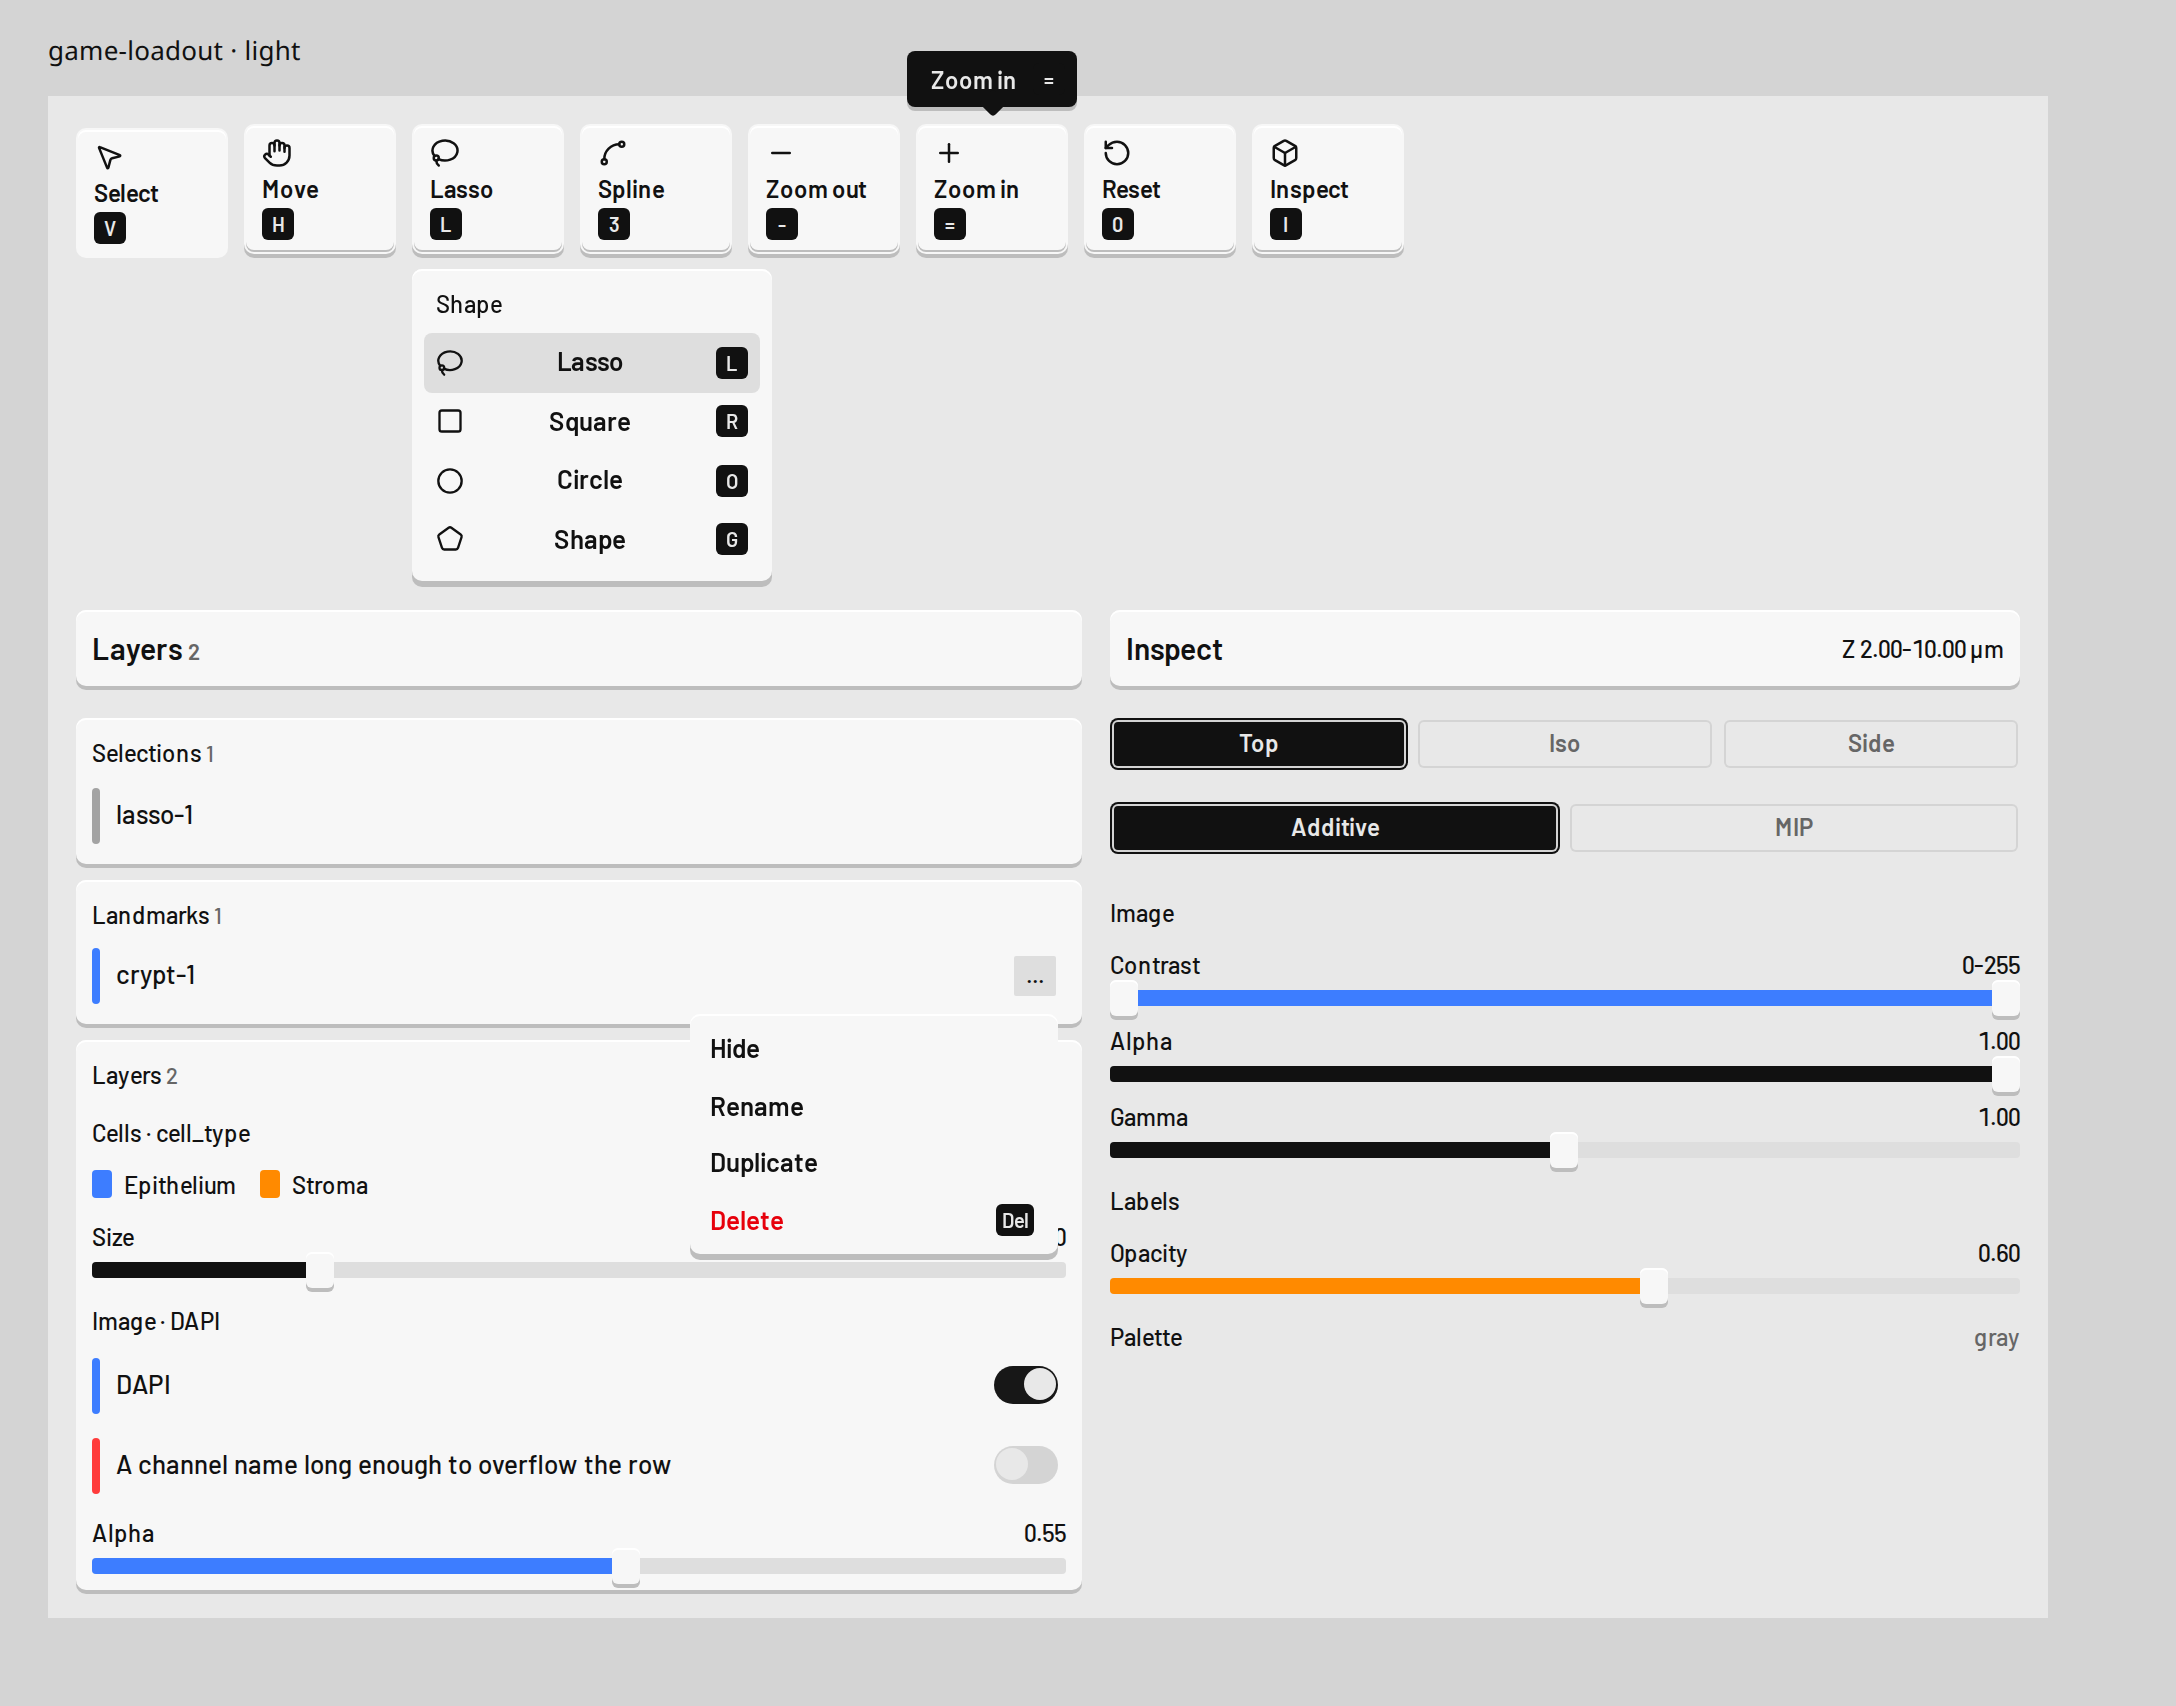 game-loadout · light
Zoom in =
Select
V
Move
H
Lasso
L
Spline
3
Zoom out
-
Zoom in
=
Reset
0
Inspect
I
Shape
Lasso L
Square R
Circle O
Shape G
Layers 2
Selections 1
lasso-1
Landmarks 1
crypt-1 ...
Hide
Rename
Duplicate
Delete Del
Layers 2
Cells · cell_type
Epithelium Stroma
Size
Image · DAPI
DAPI
A channel name long enough to overflow the row
Alpha 0.55
Inspect Z 2.00-10.00 µm
Top Iso Side
Additive MIP
Image
Contrast 0-255
Alpha 1.00
Gamma 1.00
Labels
Opacity 0.60
Palette gray